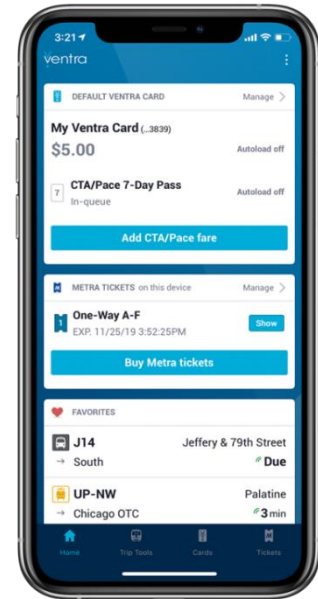 3:21
ventra
DEFAULT VENTRA CARD Manage >
My Ventra Card (..3839)
$5.00 Autoload off
7 CTA/Pace 7-Day Pass Autoload off
In-queue
Add CTA/Pace fare
METRA TICKETS on this device Manage >
1 One-Way A-F Show
EXP. 11/25/19 3:52:25PM
Buy Metra tickets
FAVORITES
J14 Jeffery & 79th Street
→ South Due
UP-NW Palatine
→ Chicago OTC 3 min
Home Trip Tools Cards Tickets